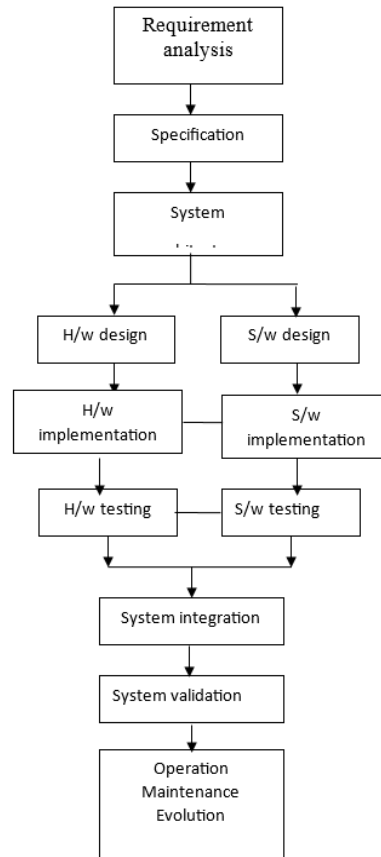 Requirement
analysis
Specification
System
H/w design
S/w design
H/w
implementation
S/w
implementation
H/w testing
S/w testing
System integration
System validation
Operation
Maintenance
Evolution